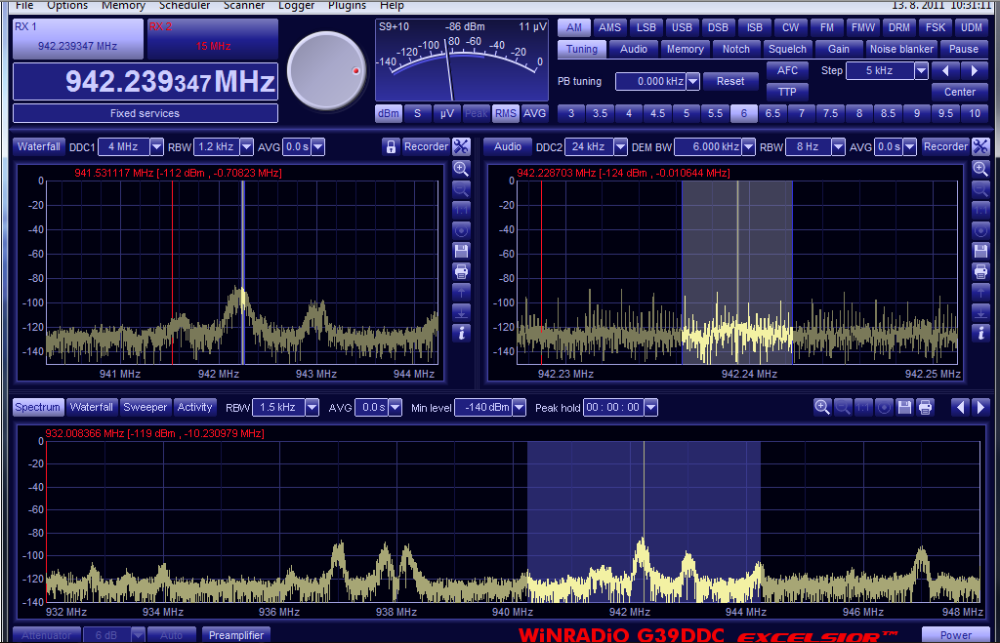 File Options Memory Scheduler Scanner Logger Plugins Help 13. 8. 2011 10:31:11
RX 1
942.239347 MHz
RX 2
15 MHz
942.239347 MHz
Fixed services
S9+10 -86 dBm 11 µV
-140 -120 -100 -80 -60 -40 -20 0
dBm S µV Peak RMS AVG
AM AMS LSB USB DSB ISB CW FM FMW DRM FSK UDM
Tuning Audio Memory Notch Squelch Gain Noise blanker Pause
PB tuning 0.000 kHz Reset AFC Step 5 kHz
TTP Center
3 3.5 4 4.5 5 5.5 6 6.5 7 7.5 8 8.5 9 9.5 10
Waterfall DDC1 4 MHz RBW 1.2 kHz AVG 0.0 s Recorder
941.531117 MHz [-112 dBm , -0.70823 MHz]
0
-20
-40
-60
-80
-100
-120
-140
941 MHz 942 MHz 943 MHz 944 MHz
1:1
Audio DDC2 24 kHz DEM BW 6.000 kHz RBW 8 Hz AVG 0.0 s Recorder
942.228703 MHz [-124 dBm , -0.010644 MHz]
0
-20
-40
-60
-80
-100
-120
-140
942.23 MHz 942.24 MHz 942.25 MHz
1:1
Spectrum Waterfall Sweeper Activity RBW 1.5 kHz AVG 0.0 s Min level -140 dBm Peak hold 00 : 00 : 00 1:1
932.008366 MHz [-119 dBm , -10.230979 MHz]
0
-20
-40
-60
-80
-100
-120
-140
932 MHz 934 MHz 936 MHz 938 MHz 940 MHz 942 MHz 944 MHz 946 MHz 948 MHz
Attenuator 6 dB Auto Preamplifier WiNRADiO G39DDC EXCELSIOR™ Power